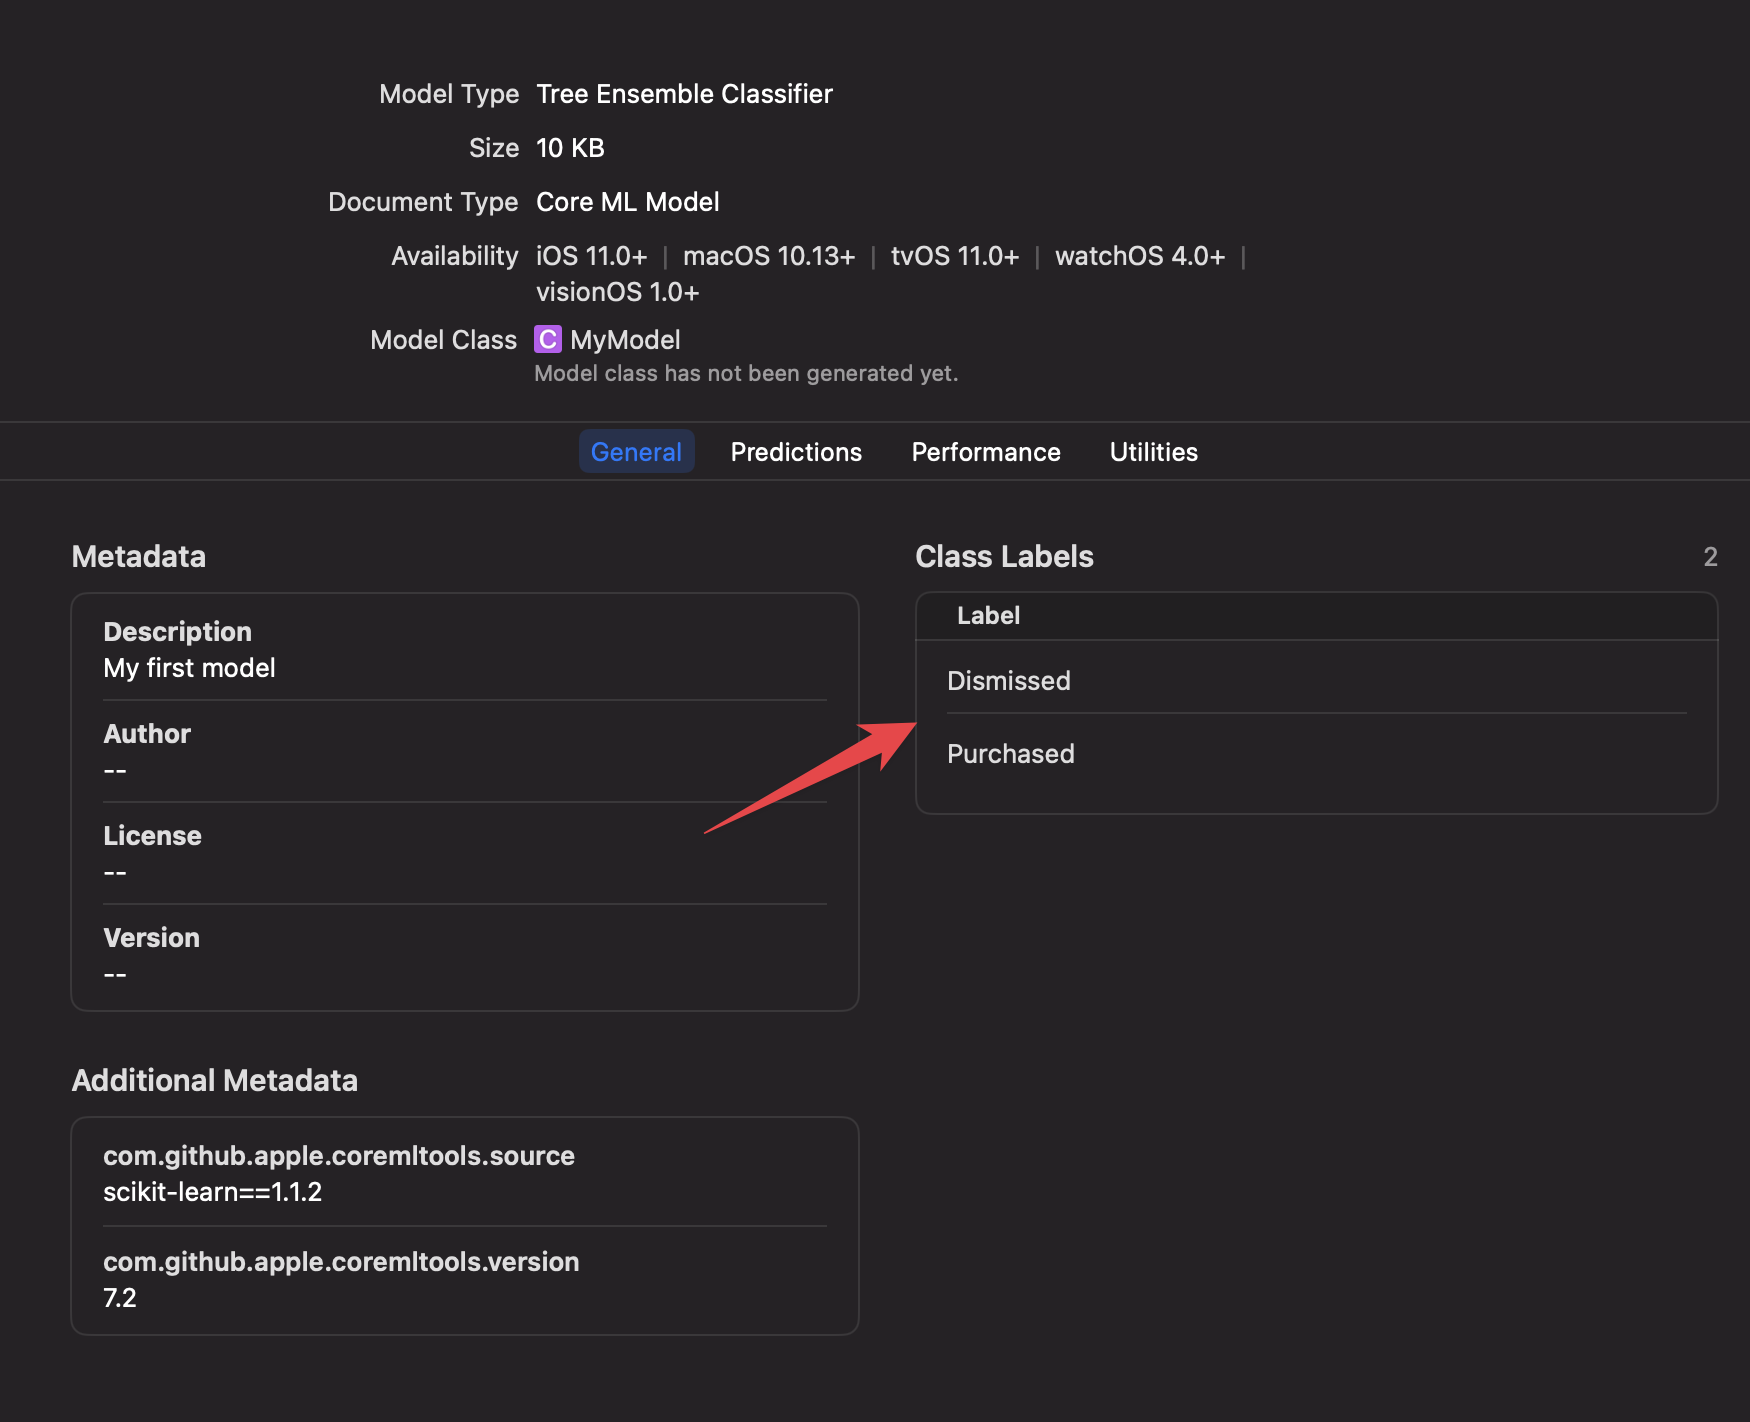 Model Type Tree Ensemble Classifier
Size 10 KB
Document Type Core ML Model
Availability iOS 11.0+ | macOS 10.13+ | tvOS 11.0+ | watchOS 4.0+ |
visionOS 1.0+
Model Class C MyModel
Model class has not been generated yet.
General Predictions Performance Utilities
Metadata
Description
My first model
Author
--
License
--
Version
--
Class Labels 2
Label
Dismissed
Purchased
Additional Metadata
com.github.apple.coremltools.source
scikit-learn==1.1.2
com.github.apple.coremltools.version
7.2